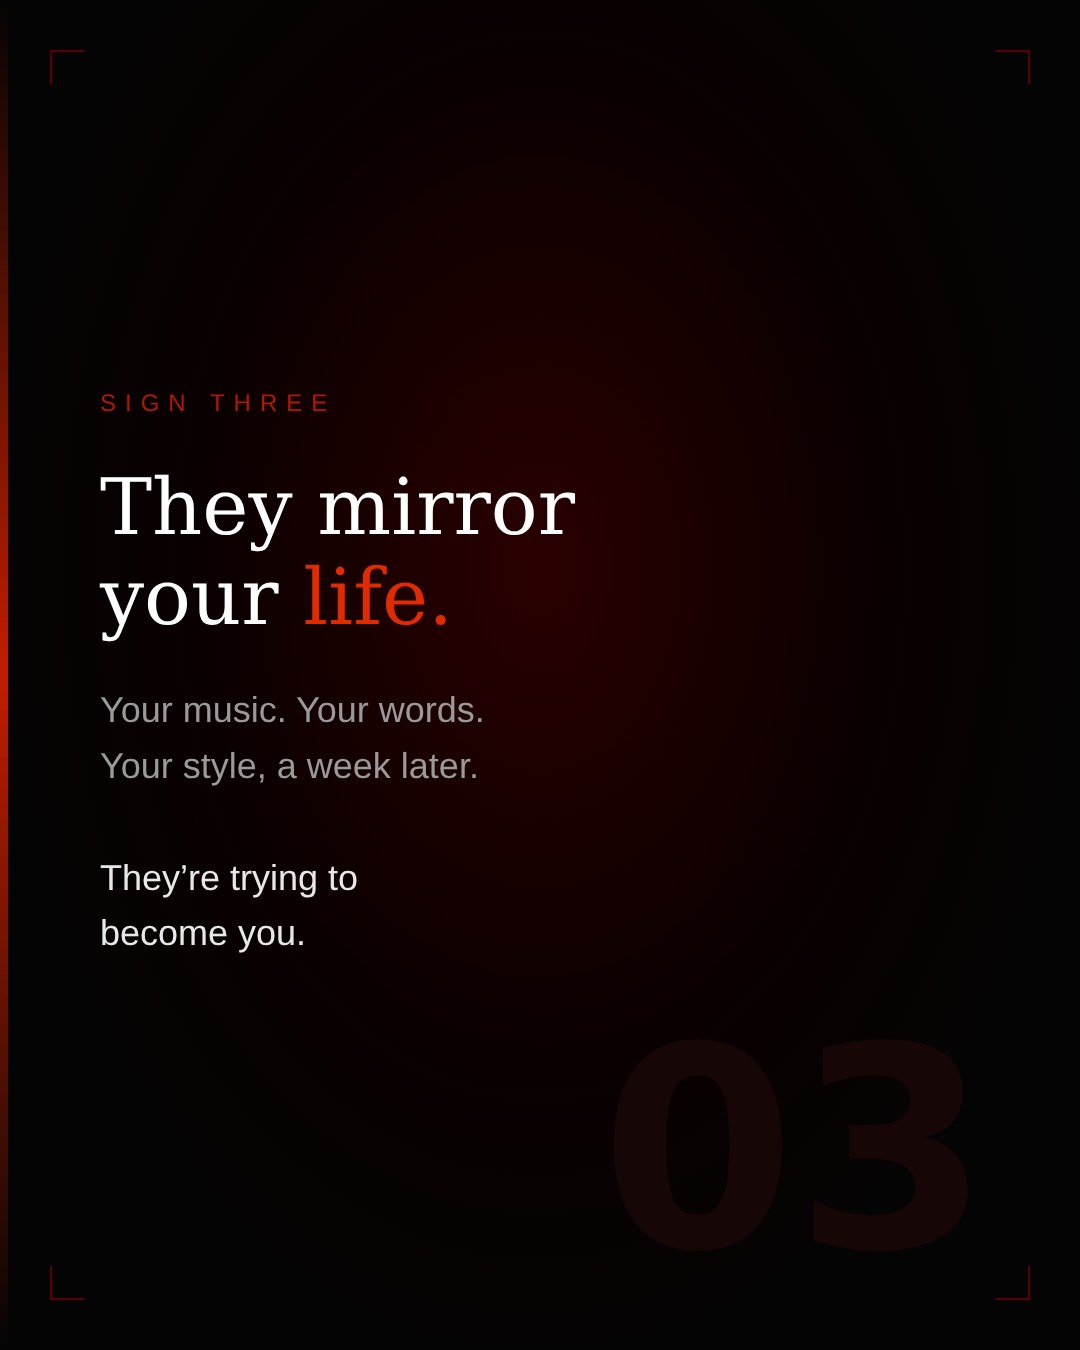 SIGN THREE
They mirror
your life.
Your music. Your words.
Your style, a week later.
They’re trying to
become you.
03